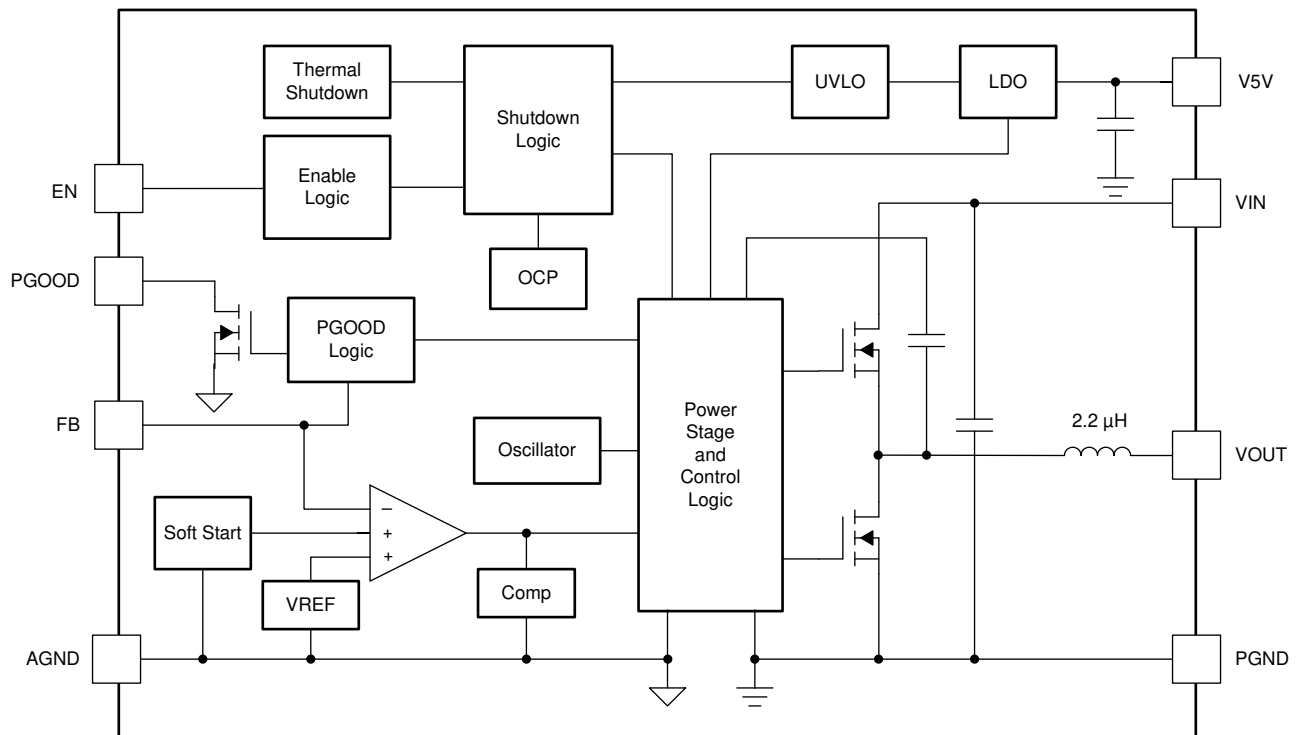 Thermal
Shutdown
Shutdown
Logic
UVLO
LDO
V5V
EN
Enable
Logic
VIN
PGOOD
OCP
PGOOD
Logic
FB
Power
Stage
and
Control
Logic
2.2 µH
Oscillator
VOUT
Soft Start
−
+
+
VREF
Comp
AGND
PGND